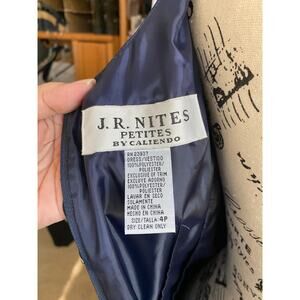 J. R. NITES
PETITES
BY CALIENDO
RN 83937
DRESS/VESTIDO
100%POLYESTER/
POLIESTER
EXCLUSIVE OF TRIM
EXCLUYE ADORNO
100%POLYESTER/
POLIESTER
LAVAR EN SECO
SOLAMENTE
MADE IN CHINA
HECHO EN CHINA
SIZE/TALLA: 4P
DRY CLEAN ONLY